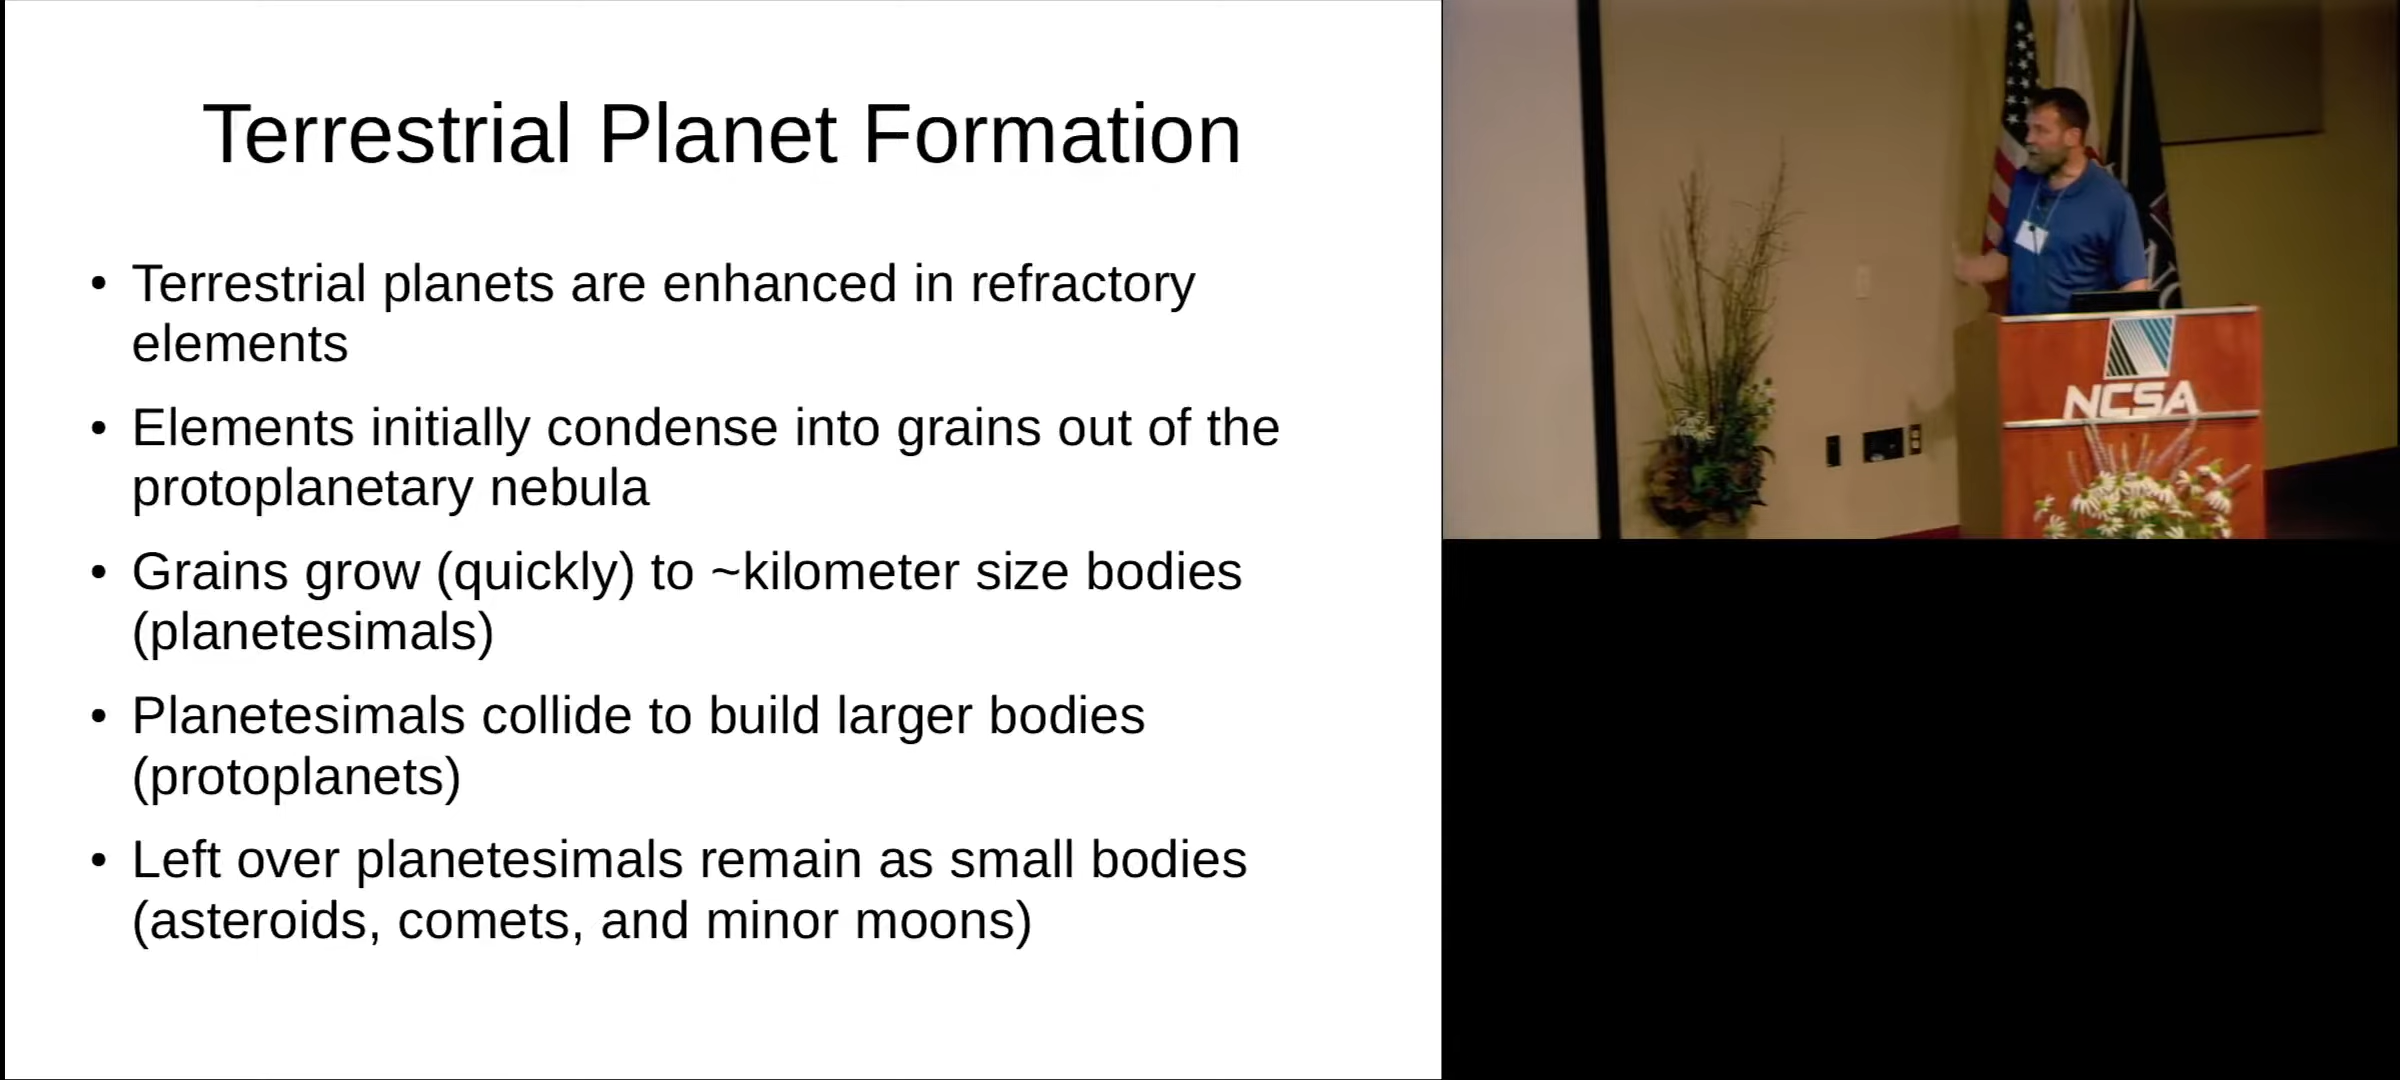 Terrestrial Planet Formation
• Terrestrial planets are enhanced in refractory
elements
• Elements initially condense into grains out of the
protoplanetary nebula
• Grains grow (quickly) to ~kilometer size bodies
(planetesimals)
• Planetesimals collide to build larger bodies
(protoplanets)
• Left over planetesimals remain as small bodies
(asteroids, comets, and minor moons)
NCSA